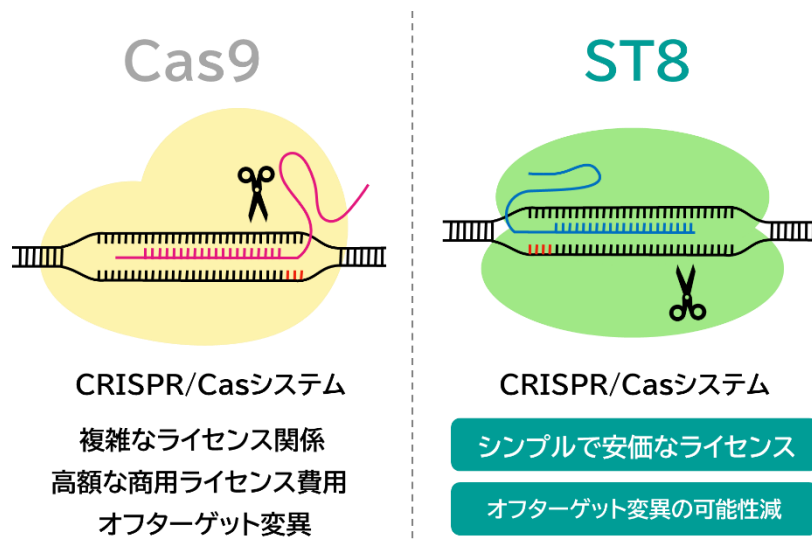 Cas9
CRISPR/Casシステム
複雑なライセンス関係
高額な商用ライセンス費用
オフターゲット変異
ST8
CRISPR/Casシステム
シンプルで安価なライセンス
オフターゲット変異の可能性減